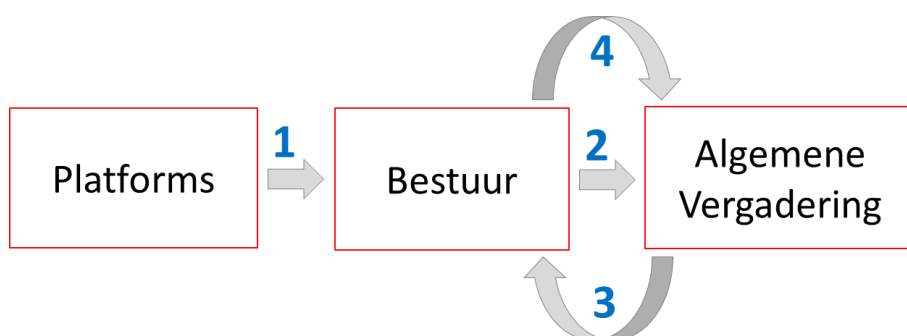 4
1
2
Platforms
Bestuur
Algemene
Vergadering
3